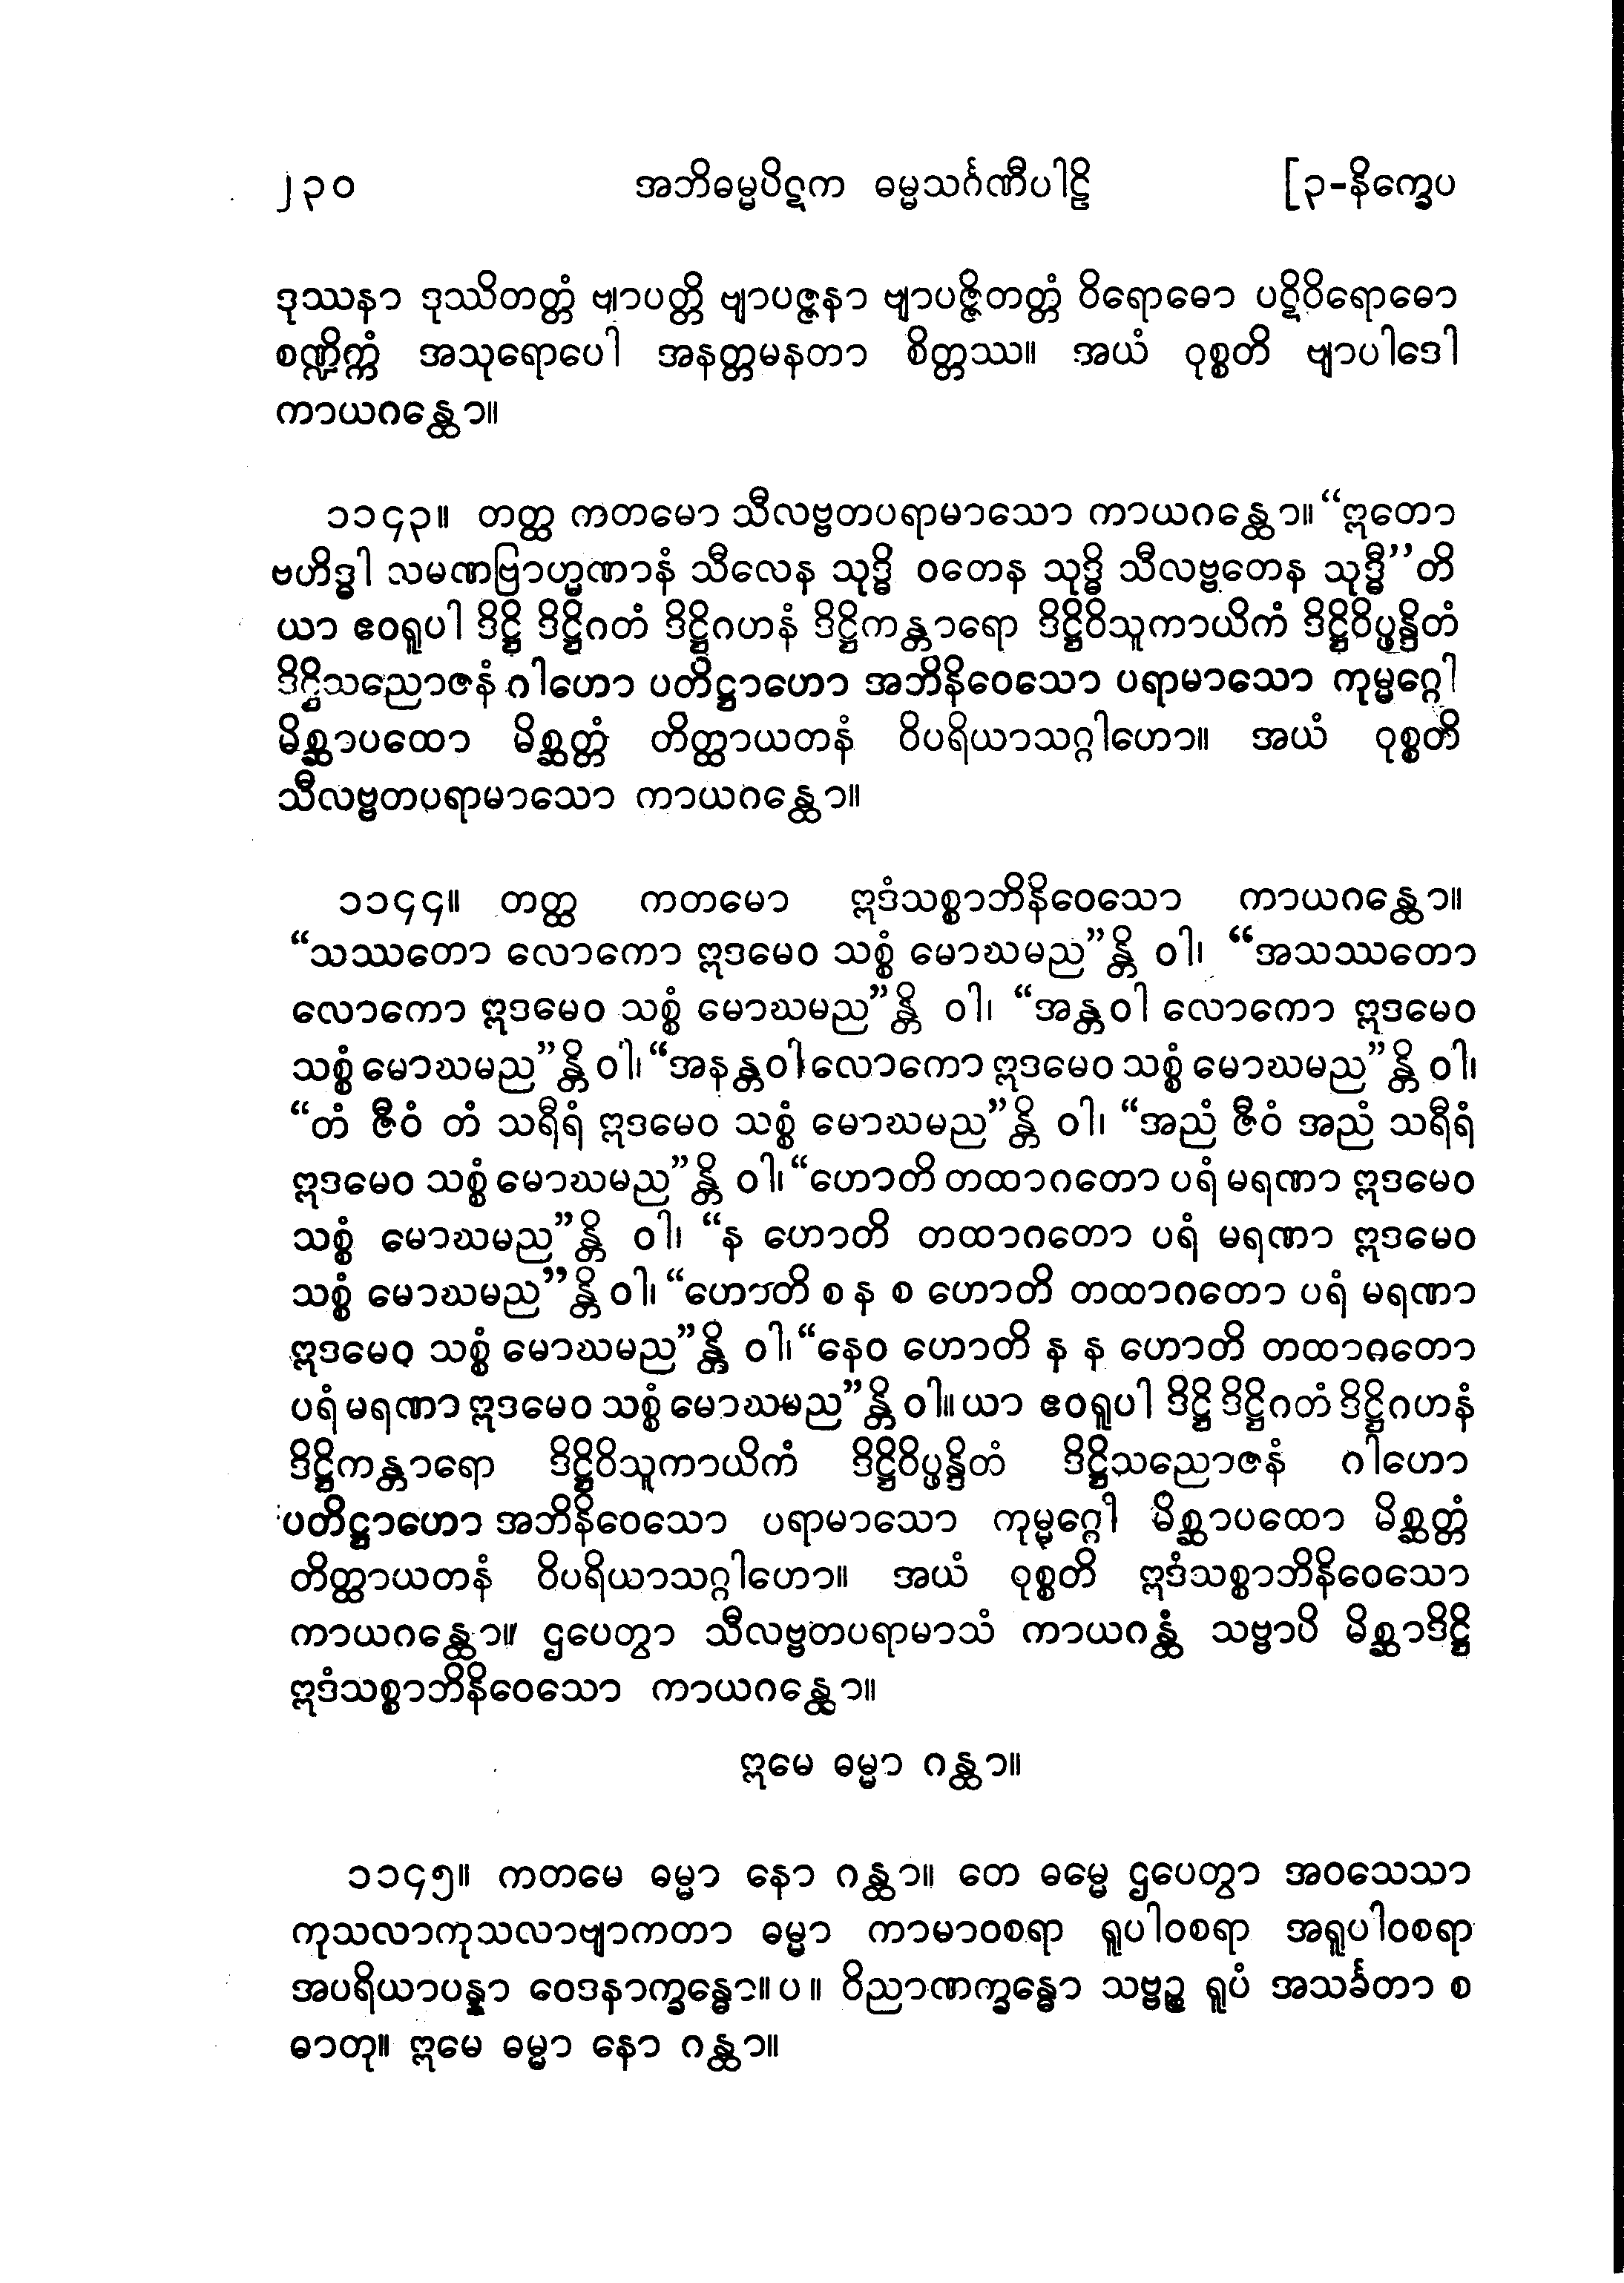 ၂၃၀ အဘိဓမ္မပိဋက ဓမ္မသင်္ဂဏီပါဠိ [၃-နိက္ခေပ
ဒုဿနာ ဒုဿိတတ္တံ ဗျာပတ္တိ ဗျာပဇ္ဇနာ ဗျာပဇ္ဇိတတ္တံ ဝိရောဓော ပဋိဝိရောဓော
စဏ္ဍိက္ကံ အသုရောပေါ အနတ္တမနတာ စိတ္တဿ။ အယံ ဝုစ္စတိ ဗျာပါဒေါ
ကာယဂန္ထော။
၁၁၄၃။ တတ္ထ ကတမော သီလဗ္ဗတပရာမာသော ကာယဂန္ထော။ “ဣတော
ဗဟိဒ္ဓါ သမဏဗြာဟ္မဏာနံ သီလေန သုဒ္ဓိ ဝတေန သုဒ္ဓိ သီလဗ္ဗတေန သုဒ္ဓီ”တိ
ယာ ဧဝရူပါ ဒိဋ္ဌိ ဒိဋ္ဌိဂတံ ဒိဋ္ဌိဂဟနံ ဒိဋ္ဌိကန္တာရော ဒိဋ္ဌိဝိသူကာယိကံ ဒိဋ္ဌိဝိပ္ဖန္ဒိတံ
ဒိဋ္ဌိသညောဇနံ ဂါဟော ပတိဋ္ဌာဟော အဘိနိဝေသော ပရာမာသော ကုမ္မဂ္ဂေါ
မိစ္ဆာပထော မိစ္ဆတ္တံ တိတ္ထာယတနံ ဝိပရိယာသဂ္ဂါဟော။ အယံ ဝုစ္စတိ
သီလဗ္ဗတပရာမာသော ကာယဂန္ထော။
၁၁၄၄။ တတ္ထ ကတမော ဣဒံသစ္စာဘိနိဝေသော ကာယဂန္ထော။
“သဿတော လောကော ဣဒမေဝ သစ္စံ မောဃမည”န္တိ ဝါ၊ “အသဿတော
လောကော ဣဒမေဝ သစ္စံ မောဃမည”န္တိ ဝါ၊ “အန္တဝါ လောကော ဣဒမေဝ
သစ္စံ မောဃမည”န္တိ ဝါ၊ “အနန္တဝါ လောကော ဣဒမေဝ သစ္စံ မောဃမည”န္တိ ဝါ၊
“တံ ဇီဝံ တံ သရီရံ ဣဒမေဝ သစ္စံ မောဃမည”န္တိ ဝါ၊ “အညံ ဇီဝံ အညံ သရီရံ
ဣဒမေဝ သစ္စံ မောဃမည”န္တိ ဝါ၊ “ဟောတိ တထာဂတော ပရံ မရဏာ ဣဒမေဝ
သစ္စံ မောဃမည”န္တိ ဝါ၊ “န ဟောတိ တထာဂတော ပရံ မရဏာ ဣဒမေဝ
သစ္စံ မောဃမည”န္တိ ဝါ၊ “ဟောတိ စ န စ ဟောတိ တထာဂတော ပရံ မရဏာ
ဣဒမေဝ သစ္စံ မောဃမည”န္တိ ဝါ၊ “နေဝ ဟောတိ န န ဟောတိ တထာဂတော
ပရံ မရဏာ ဣဒမေဝ သစ္စံ မောဃမည”န္တိ ဝါ။ ယာ ဧဝရူပါ ဒိဋ္ဌိ ဒိဋ္ဌိဂတံ ဒိဋ္ဌိဂဟနံ
ဒိဋ္ဌိကန္တာရော ဒိဋ္ဌိဝိသူကာယိကံ ဒိဋ္ဌိဝိပ္ဖန္ဒိတံ ဒိဋ္ဌိသညောဇနံ ဂါဟော
ပတိဋ္ဌာဟော အဘိနိဝေသော ပရာမာသော ကုမ္မဂ္ဂေါ မိစ္ဆာပထော မိစ္ဆတ္တံ
တိတ္ထာယတနံ ဝိပရိယာသဂ္ဂါဟော။ အယံ ဝုစ္စတိ ဣဒံသစ္စာဘိနိဝေသော
ကာယဂန္ထော။ ဌပေတွာ သီလဗ္ဗတပရာမာသံ ကာယဂန္ထံ သဗ္ဗာပိ မိစ္ဆာဒိဋ္ဌိ
ဣဒံသစ္စာဘိနိဝေသော ကာယဂန္ထော။
ဣမေ ဓမ္မာ ဂန္ထာ။
၁၁၄၅။ ကတမေ ဓမ္မာ နော ဂန္ထာ။ တေ ဓမ္မေ ဌပေတွာ အဝသေသာ
ကုသလာကုသလာဗျာကတာ ဓမ္မာ ကာမာဝစရာ ရူပါဝစရာ အရူပါဝစရာ
အပရိယာပန္နာ ဝေဒနာက္ခန္ဓော။ ပ ။ ဝိညာဏက္ခန္ဓော သဗ္ဗဉ္စ ရူပံ အသင်္ခတာ စ
ဓာတု။ ဣမေ ဓမ္မာ နော ဂန္ထာ။